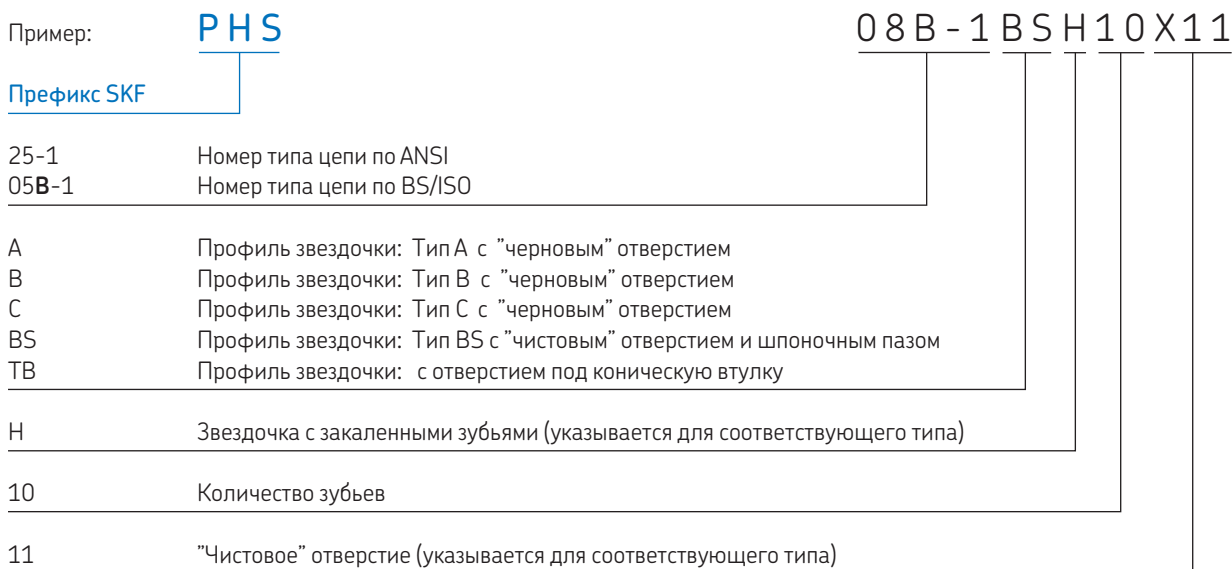 Пример: PHS 08B-1BSH10X11
Префикс SKF
25-1 Номер типа цепи по ANSI
05B-1 Номер типа цепи по BS/ISO
A Профиль звездочки: Тип A с "черновым" отверстием
B Профиль звездочки: Тип B с "черновым" отверстием
C Профиль звездочки: Тип C с "черновым" отверстием
BS Профиль звездочки: Тип BS с "чистовым" отверстием и шпоночным пазом
TB Профиль звездочки: с отверстием под коническую втулку
H Звездочка с закаленными зубьями (указывается для соответствующего типа)
10 Количество зубьев
11 "Чистовое" отверстие (указывается для соответствующего типа)